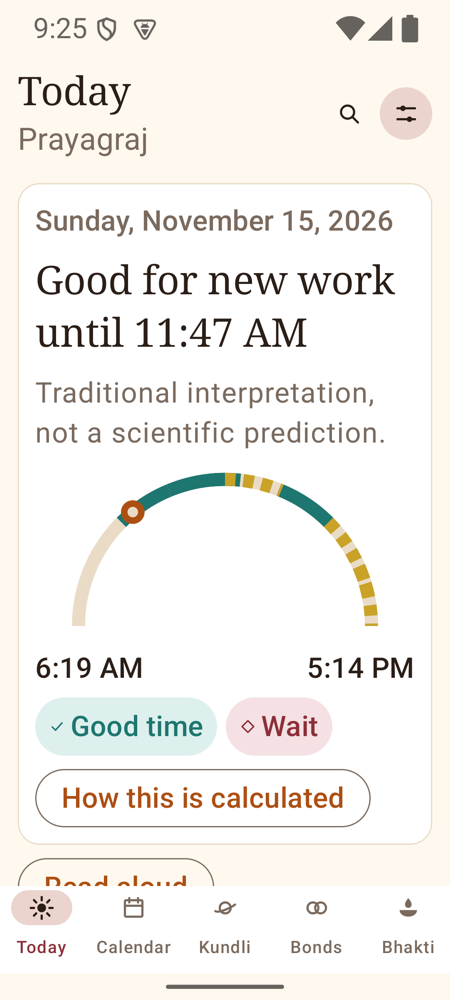 9:25
Today
Prayagraj
Sunday, November 15, 2026
Good for new work
until 11:47 AM
Traditional interpretation,
not a scientific prediction.
6:19 AM
5:14 PM
Good time
Wait
How this is calculated
Read aloud
Today
Calendar
Kundli
Bonds
Bhakti